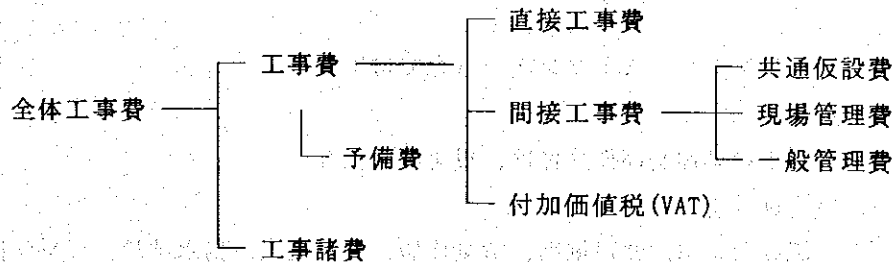 直接工事費
工事費
共通仮設費
全体工事費
間接工事費
現場管理費
予備費
一般管理費
付加価値税(VAT)
工事諸費